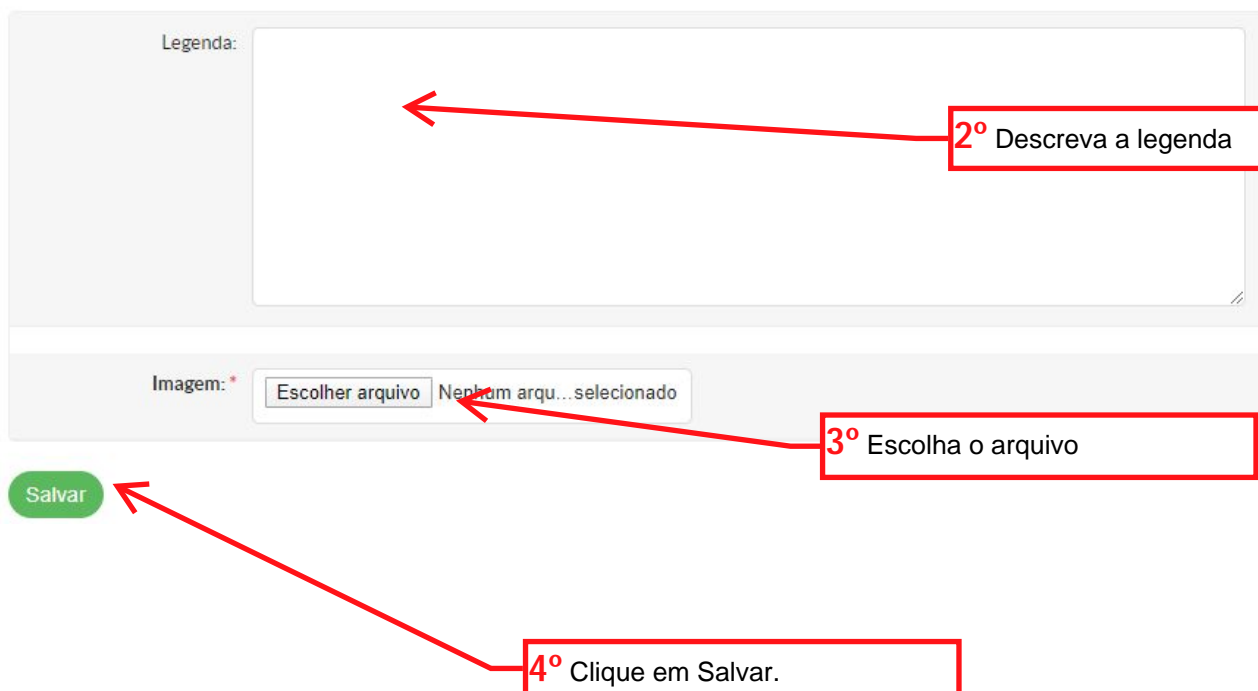 Legenda:
2º Descreva a legenda
Imagem: *
Escolher arquivo Nenhum arqu...selecionado
3º Escolha o arquivo
Salvar
4º Clique em Salvar.